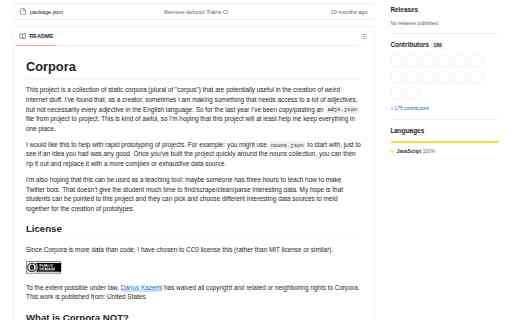 package.json Remove defunct Travis CI 10 months ago
README
Corpora
This project is a collection of static corpora (plural of "corpus") that are potentially useful in the creation of weird
internet stuff. I've found that, as a creator, sometimes I am making something that needs access to a lot of adjectives,
but not necessarily every adjective in the English language. So for the last year I've been copy/pasting an adjs.json
file from project to project. This is kind of awful, so I'm hoping that this project will at least help me keep everything in
one place.
I would like this to help with rapid prototyping of projects. For example: you might use nouns.json to start with, just to
see if an idea you had was any good. Once you've built the project quickly around the nouns collection, you can then
rip it out and replace it with a more complex or exhaustive data source.
I'm also hoping that this can be used as a teaching tool: maybe someone has three hours to teach how to make
Twitter bots. That doesn't give the student much time to find/scrape/clean/parse interesting data. My hope is that
students can be pointed to this project and they can pick and choose different interesting data sources to meld
together for the creation of prototypes.
License
Since Corpora is more data than code, I have chosen to CC0 license this (rather than MIT license or similar).
PUBLIC
DOMAIN
To the extent possible under law, Darius Kazemi has waived all copyright and related or neighboring rights to Corpora.
This work is published from: United States.
What is Corpora NOT?
Releases
No releases published
Contributors 189
+ 175 contributors
Languages
JavaScript 100%